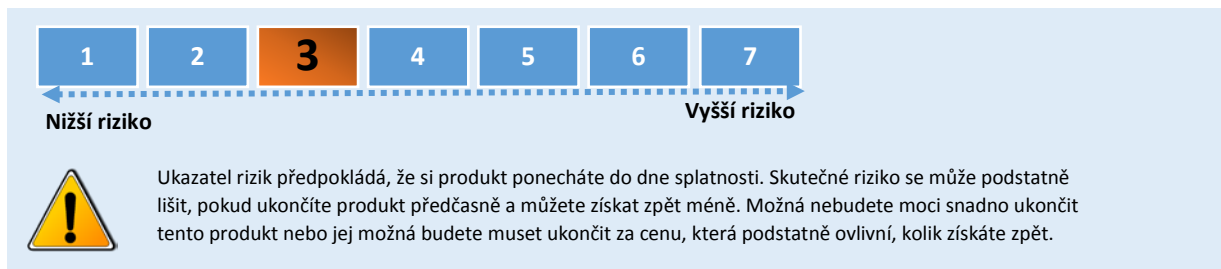 1 2 3 4 5 6 7
Nižší riziko Vyšší riziko
Ukazatel rizik předpokládá, že si produkt ponecháte do dne splatnosti. Skutečné riziko se může podstatně
lišit, pokud ukončíte produkt předčasně a můžete získat zpět méně. Možná nebudete moci snadno ukončit
tento produkt nebo jej možná budete muset ukončit za cenu, která podstatně ovlivní, kolik získáte zpět.